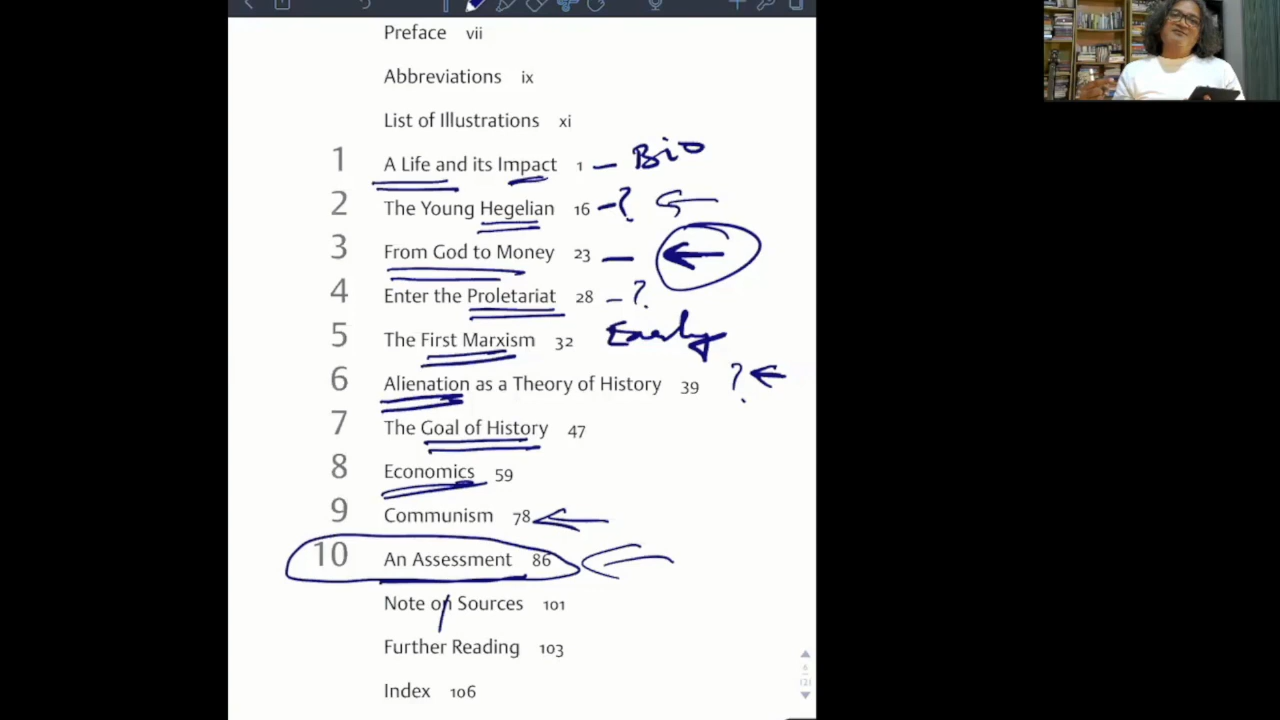 Preface vii
Abbreviations ix
List of Illustrations xi
1 A Life and its Impact 1 – Bio
2 The Young Hegelian 16 – ?
3 From God to Money 23 –
4 Enter the Proletariat 28 – ?
5 The First Marxism 32 Early
6 Alienation as a Theory of History 39 ?
7 The Goal of History 47
8 Economics 59
9 Communism 78
10 An Assessment 86
Note on Sources 101
Further Reading 103
Index 106
6
121